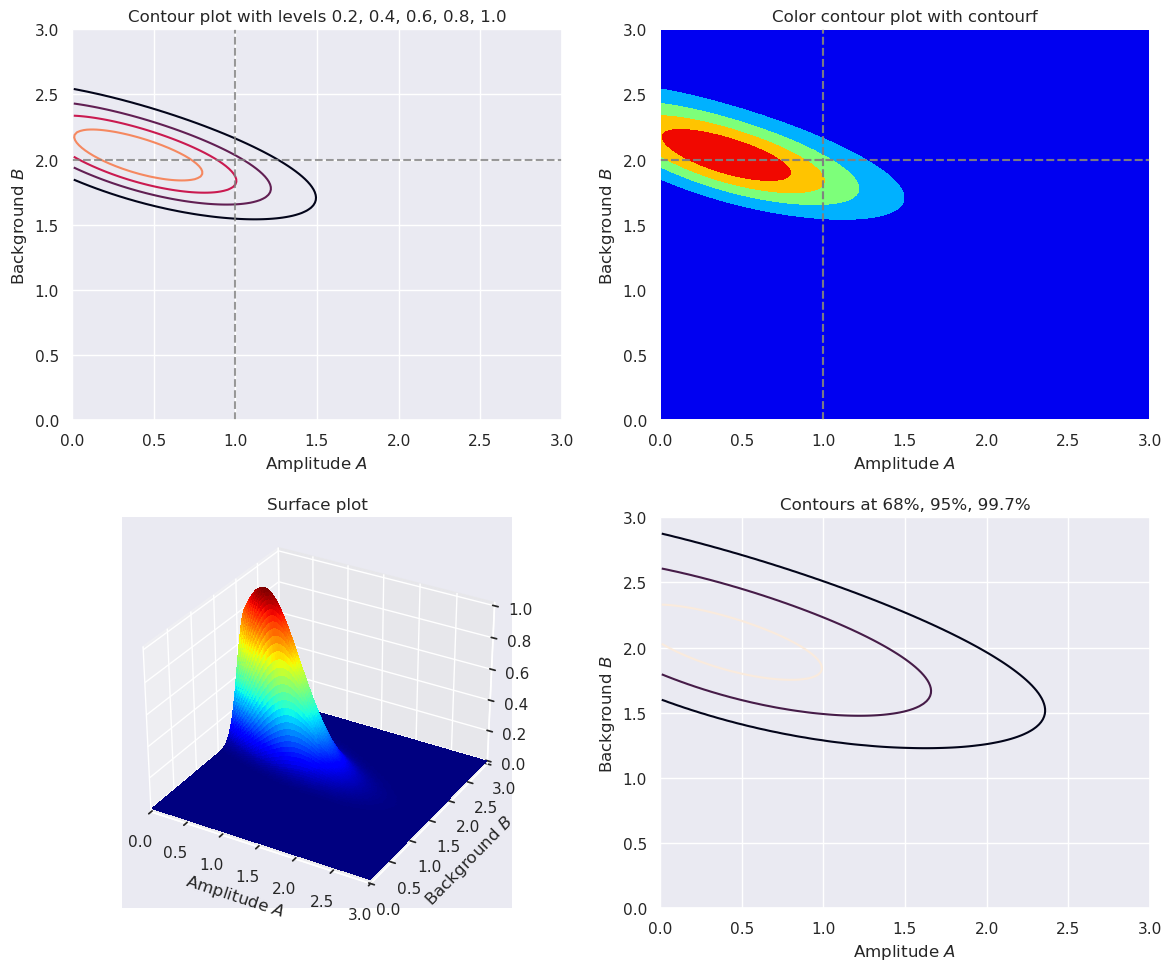 Contour plot with levels 0.2, 0.4, 0.6, 0.8, 1.0
3.0
2.5
2.0
1.5
1.0
0.5
0.0
Background B
0.0 0.5 1.0 1.5 2.0 2.5 3.0
Amplitude A
Color contour plot with contourf
3.0
2.5
2.0
1.5
1.0
0.5
0.0
Background B
0.0 0.5 1.0 1.5 2.0 2.5 3.0
Amplitude A
Surface plot
1.0
0.8
0.6
0.4
0.2
0.0
3.0
2.5
2.0
1.5
1.0
0.5
0.0
Background B
0.0 0.5 1.0 1.5 2.0 2.5 3.0
Amplitude A
Contours at 68%, 95%, 99.7%
3.0
2.5
2.0
1.5
1.0
0.5
0.0
Background B
0.0 0.5 1.0 1.5 2.0 2.5 3.0
Amplitude A